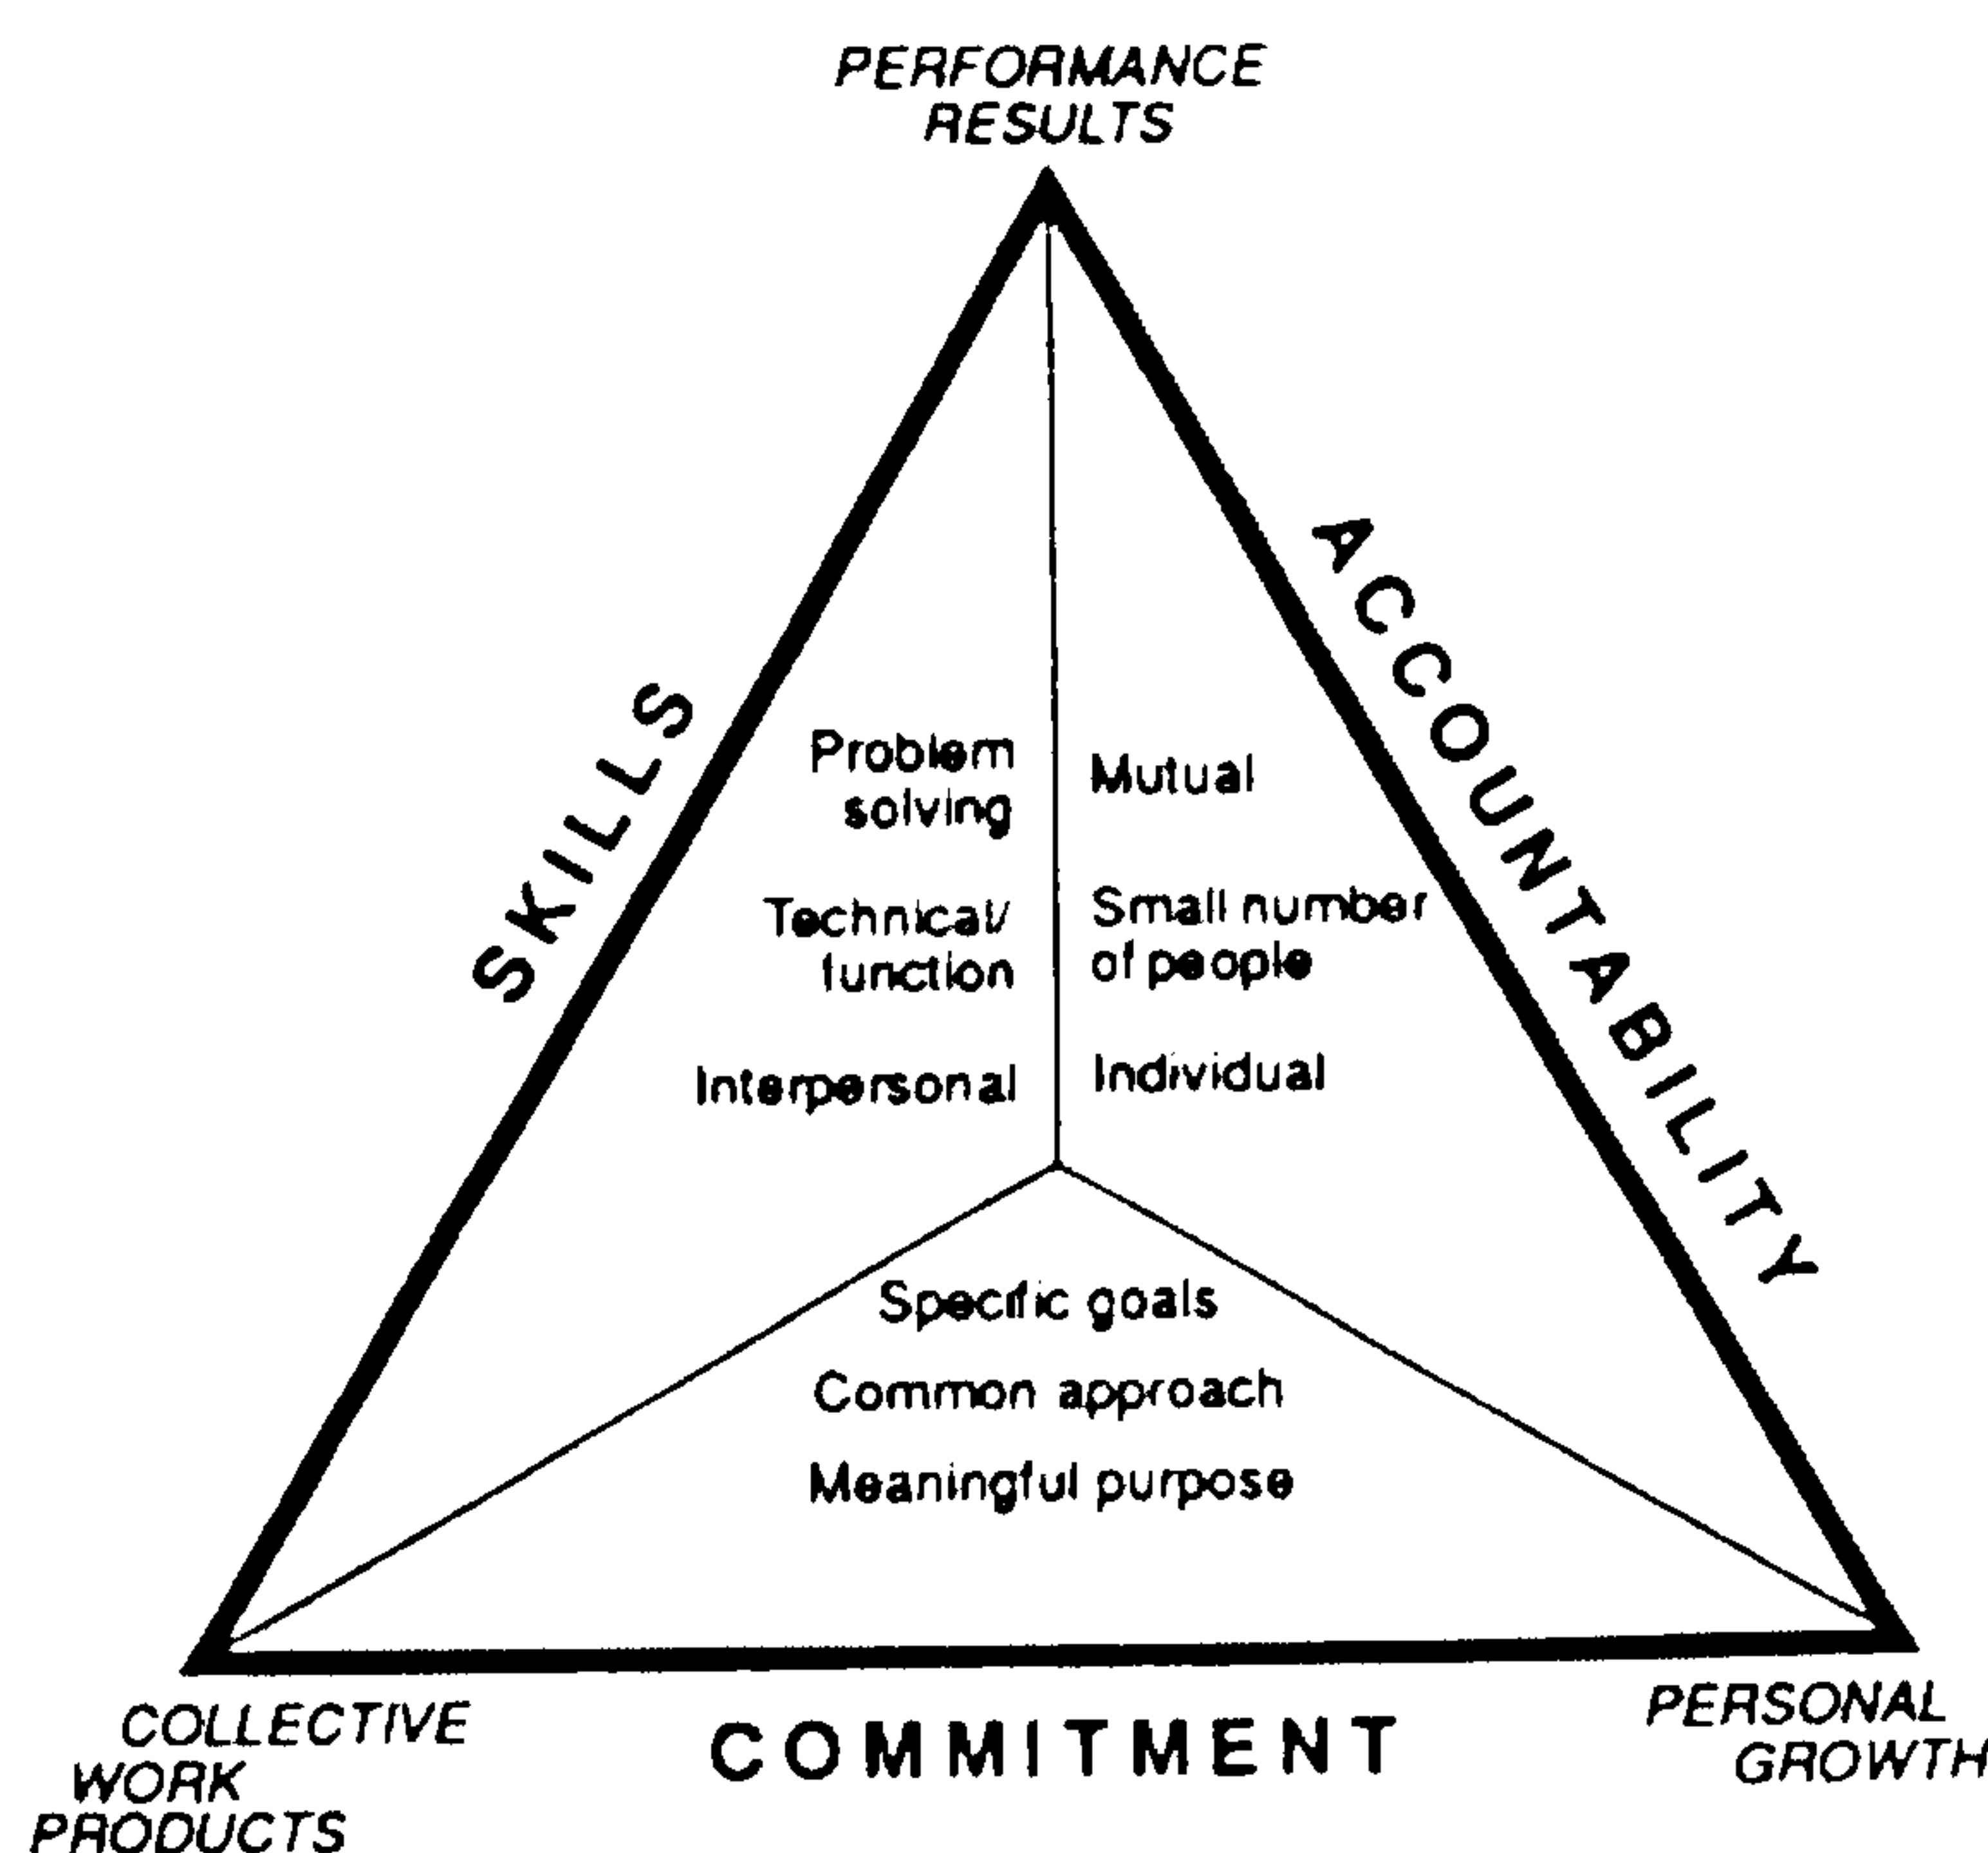 PERFORMANCE
RESULTS
SKILLS
ACCOUNTABILITY
Problem
solving
Technical/
function
Interpersonal
Mutual
Small number
of people
Individual
Specific goals
Common approach
Meaningful purpose
COLLECTIVE
WORK
PRODUCTS
COMMITMENT
PERSONAL
GROWTH